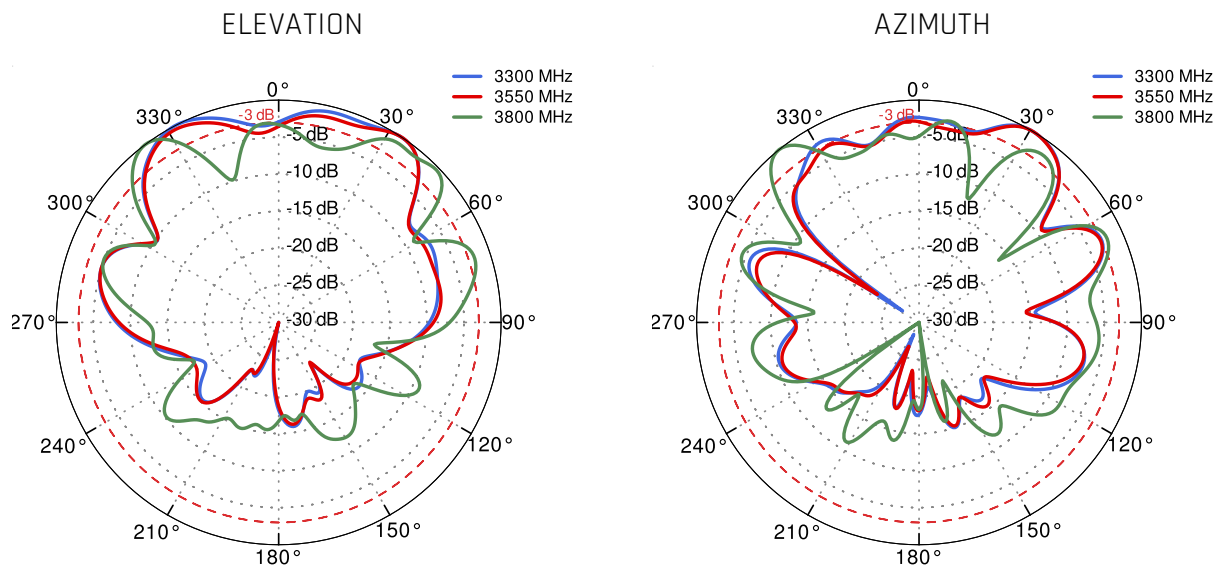 ELEVATION
3300 MHz
3550 MHz
3800 MHz
0°
-3 dB
330°
30°
-5 dB
-10 dB
300°
60°
-15 dB
-20 dB
-25 dB
270°
-30 dB
90°
240°
120°
210°
150°
180°
AZIMUTH
3300 MHz
3550 MHz
3800 MHz
0°
-3 dB
330°
30°
-5 dB
-10 dB
300°
60°
-15 dB
-20 dB
-25 dB
270°
-30 dB
90°
240°
120°
210°
150°
180°